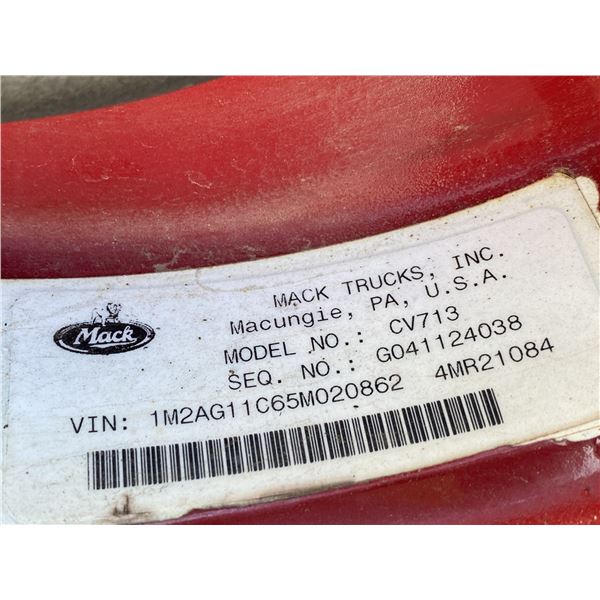 MACK TRUCKS, INC.
Macungie, PA, U.S.A.
Mack
MODEL NO.: CV713
SEQ. NO.: G041124038
VIN: 1M2AG11C65M020862 4MR21084